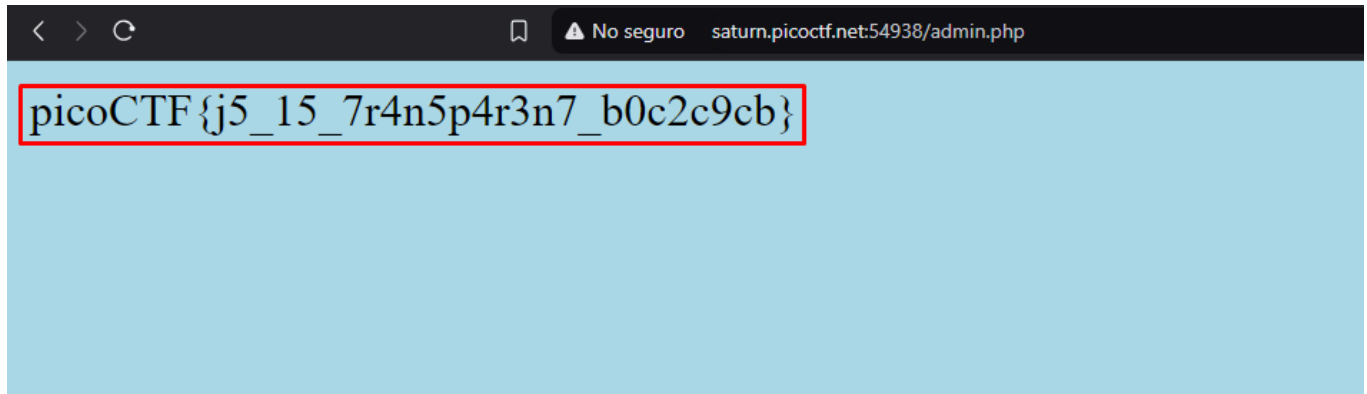 No seguro saturn.picoctf.net:54938/admin.php
picoCTF{j5_15_7r4n5p4r3n7_b0c2c9cb}